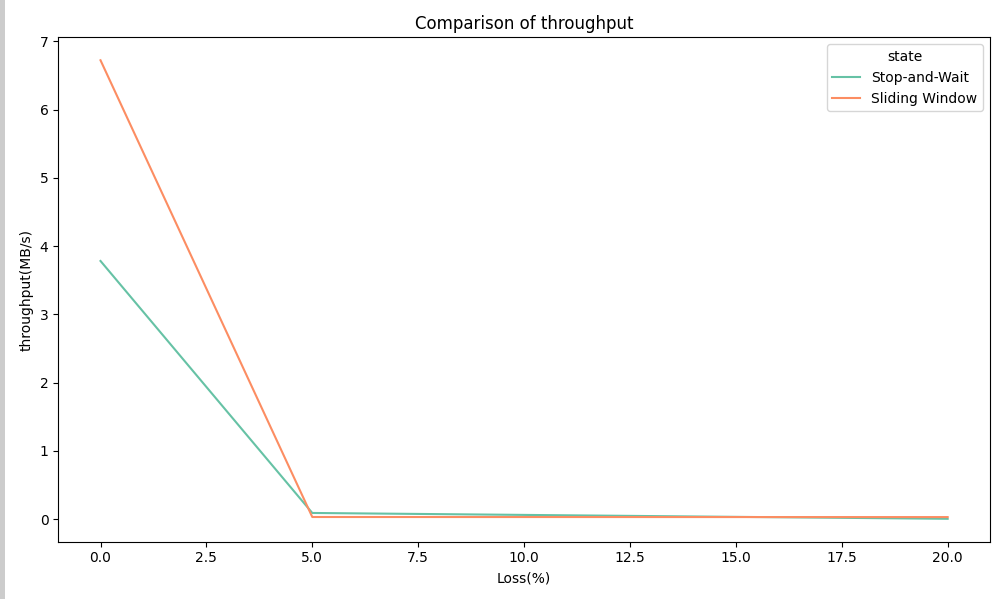 Comparison of throughput
state
Stop-and-Wait
Sliding Window
throughput(MB/s)
7
6
5
4
3
2
1
0
0.0 2.5 5.0 7.5 10.0 12.5 15.0 17.5 20.0
Loss(%)